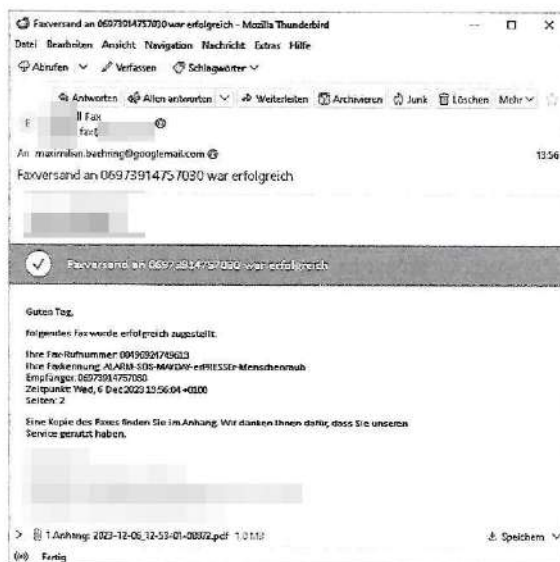 Faxversand an 06973914757030 war erfolgreich - Mozilla Thunderbird
Datei Bearbeiten Ansicht Navigation Nachricht Extras Hilfe
Abrufen Verfassen Schlagwörter
Antworten Allen antworten Weiterleiten Archivieren Junk Löschen Mehr
ll Fax
fax
An maximilian.baehring@googlemail.com 13:56
Faxversand an 06973914757030 war erfolgreich
Faxversand an 06973914757030 war erfolgreich
Guten Tag,
folgendes Fax wurde erfolgreich zugestellt.
Ihre Fax-Rufnummer: 00496924749613
Ihre Faxkennung: ALARM-SOS-MAYDAY-erPRESSEr-Menschenraub
Empfänger: 06973914757030
Zeitpunkt: Wed, 6 Dec 2023 13:56:04 +0100
Seiten: 2
Eine Kopie des Faxes finden Sie im Anhang. Wir danken Ihnen dafür, dass Sie unseren
Service genutzt haben.
1 Anhang: 2023-12-06_12-53-01-00972.pdf 1,0 MB Speichern
Fertig